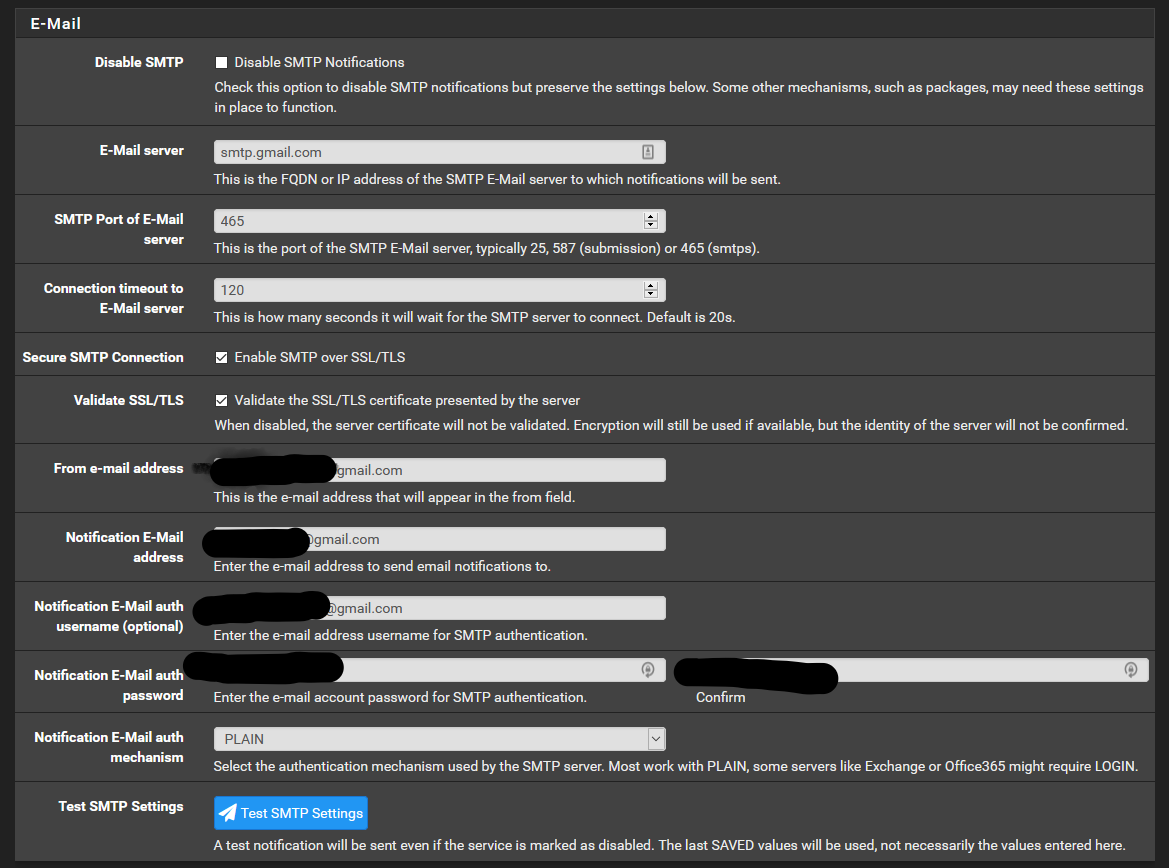 E-Mail
Disable SMTP
Disable SMTP Notifications
Check this option to disable SMTP notifications but preserve the settings below. Some other mechanisms, such as packages, may need these settings
in place to function.
E-Mail server
smtp.gmail.com
This is the FQDN or IP address of the SMTP E-Mail server to which notifications will be sent.
SMTP Port of E-Mail
server
465
This is the port of the SMTP E-Mail server, typically 25, 587 (submission) or 465 (smtps).
Connection timeout to
E-Mail server
120
This is how many seconds it will wait for the SMTP server to connect. Default is 20s.
Secure SMTP Connection
Enable SMTP over SSL/TLS
Validate SSL/TLS
Validate the SSL/TLS certificate presented by the server
When disabled, the server certificate will not be validated. Encryption will still be used if available, but the identity of the server will not be confirmed.
From e-mail address
gmail.com
This is the e-mail address that will appear in the from field.
Notification E-Mail
address
@gmail.com
Enter the e-mail address to send email notifications to.
Notification E-Mail auth
username (optional)
@gmail.com
Enter the e-mail address username for SMTP authentication.
Notification E-Mail auth
password
Enter the e-mail account password for SMTP authentication.
Confirm
Notification E-Mail auth
mechanism
PLAIN
Select the authentication mechanism used by the SMTP server. Most work with PLAIN, some servers like Exchange or Office365 might require LOGIN.
Test SMTP Settings
Test SMTP Settings
A test notification will be sent even if the service is marked as disabled. The last SAVED values will be used, not necessarily the values entered here.